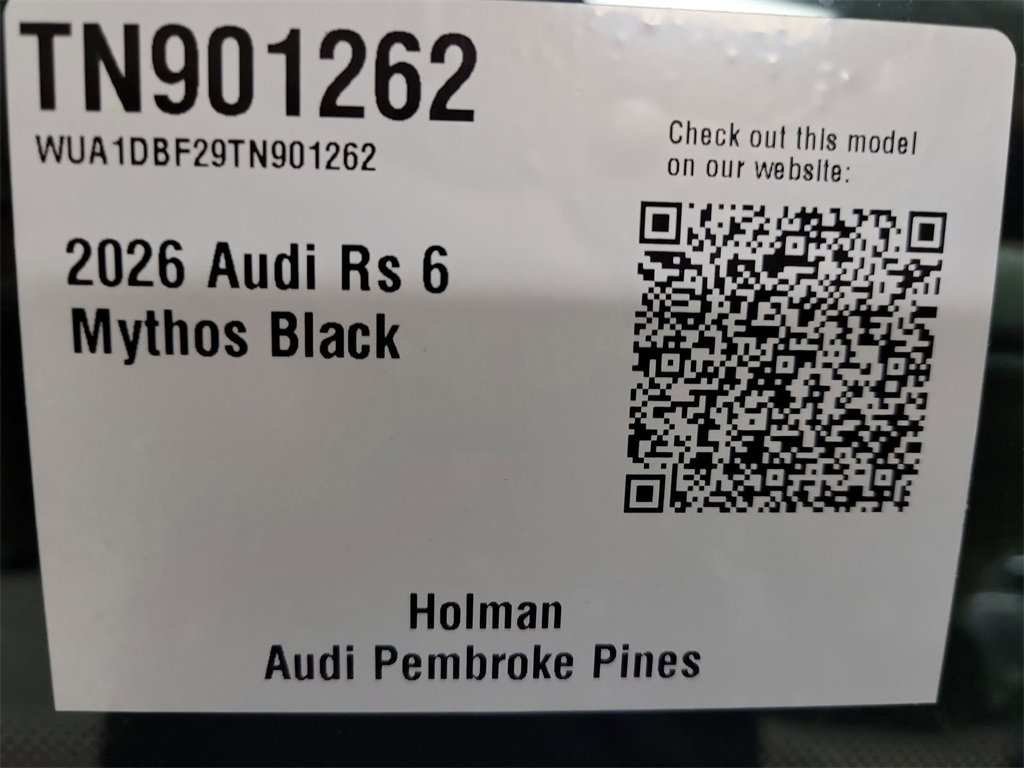 TN901262
WUA1DBF29TN901262
Check out this model
on our website:
2026 Audi Rs 6
Mythos Black
Holman
Audi Pembroke Pines